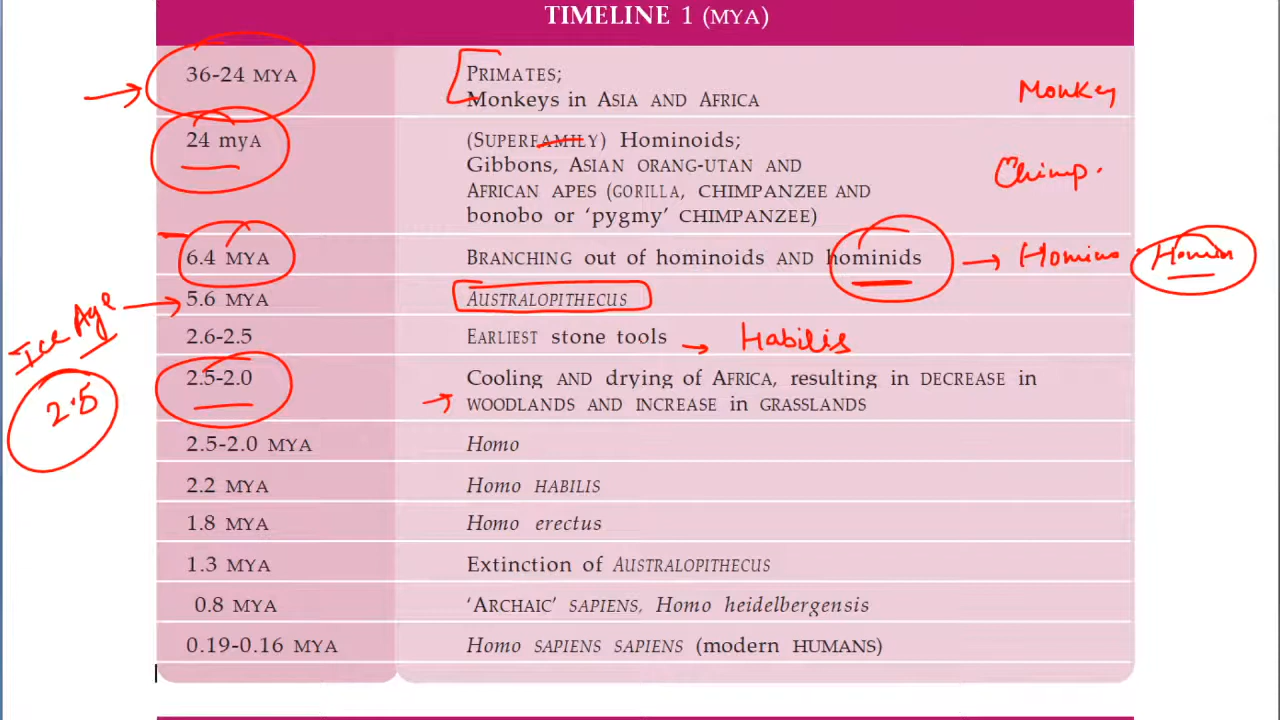 TIMELINE 1 (MYA)
36-24 MYA
PRIMATES;
Monkeys in ASIA AND AFRICA
Monkey
24 myA
(SUPERFAMILY) Hominoids;
Gibbons, ASIAN ORANG-UTAN AND
AFRICAN APES (GORILLA, CHIMPANZEE AND
bonobo or ‘pygmy’ CHIMPANZEE)
Chimp.
6.4 MYA
BRANCHING out of hominoids AND hominids
Ice Age
2.5
5.6 MYA
AUSTRALOPITHECUS
2.6-2.5
EARLIEST stone tools
Habilis
2.5-2.0
Cooling AND drying of AFRICA, resulting in DECREASE in
WOODLANDS AND INCREASE in GRASSLANDS
2.5-2.0 MYA
Homo
2.2 MYA
Homo HABILIS
1.8 MYA
Homo erectus
1.3 MYA
Extinction of AUSTRALOPITHECUS
0.8 MYA
‘ARCHAIC’ SAPIENS, Homo heidelbergensis
0.19-0.16 MYA
Homo SAPIENS SAPIENS (modern HUMANS)